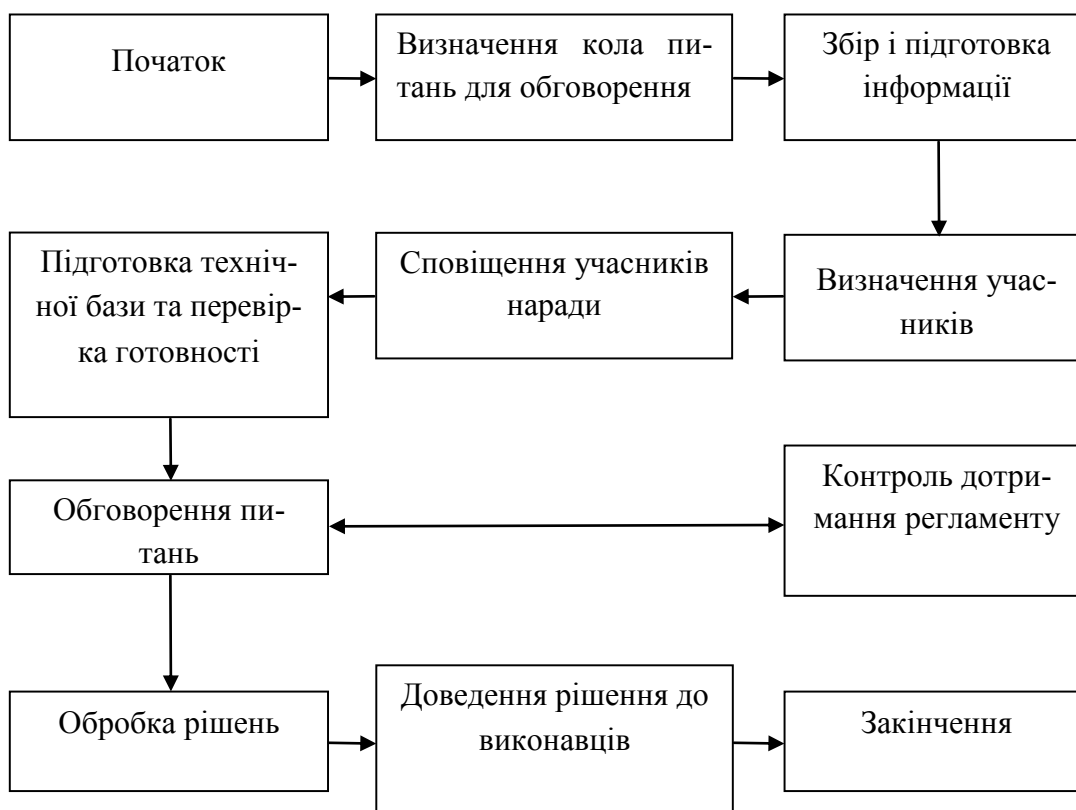 Початок
Визначення кола пи-
тань для обговорення
Збір і підготовка
інформації
Підготовка техніч-
ної бази та перевір-
ка готовності
Сповіщення учасників
наради
Визначення учас-
ників
Обговорення пи-
тань
Контроль дотри-
мання регламенту
Обробка рішень
Доведення рішення до
виконавців
Закінчення